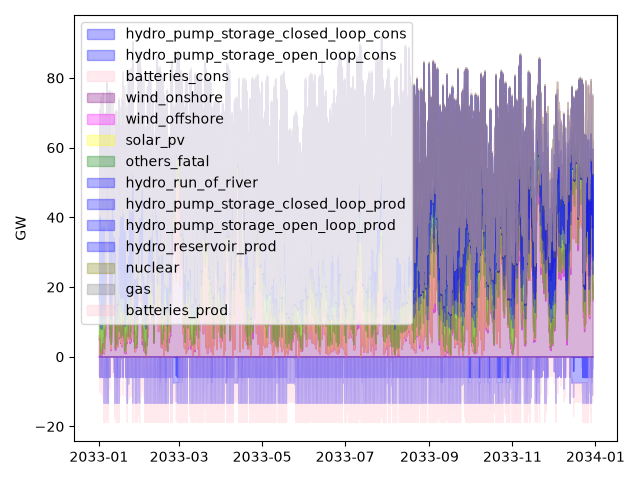 hydro_pump_storage_closed_loop_cons
hydro_pump_storage_open_loop_cons
batteries_cons
wind_onshore
wind_offshore
solar_pv
others_fatal
hydro_run_of_river
hydro_pump_storage_closed_loop_prod
hydro_pump_storage_open_loop_prod
hydro_reservoir_prod
nuclear
gas
batteries_prod
GW
80
60
40
20
0
−20
2033-01
2033-03
2033-05
2033-07
2033-09
2033-11
2034-01